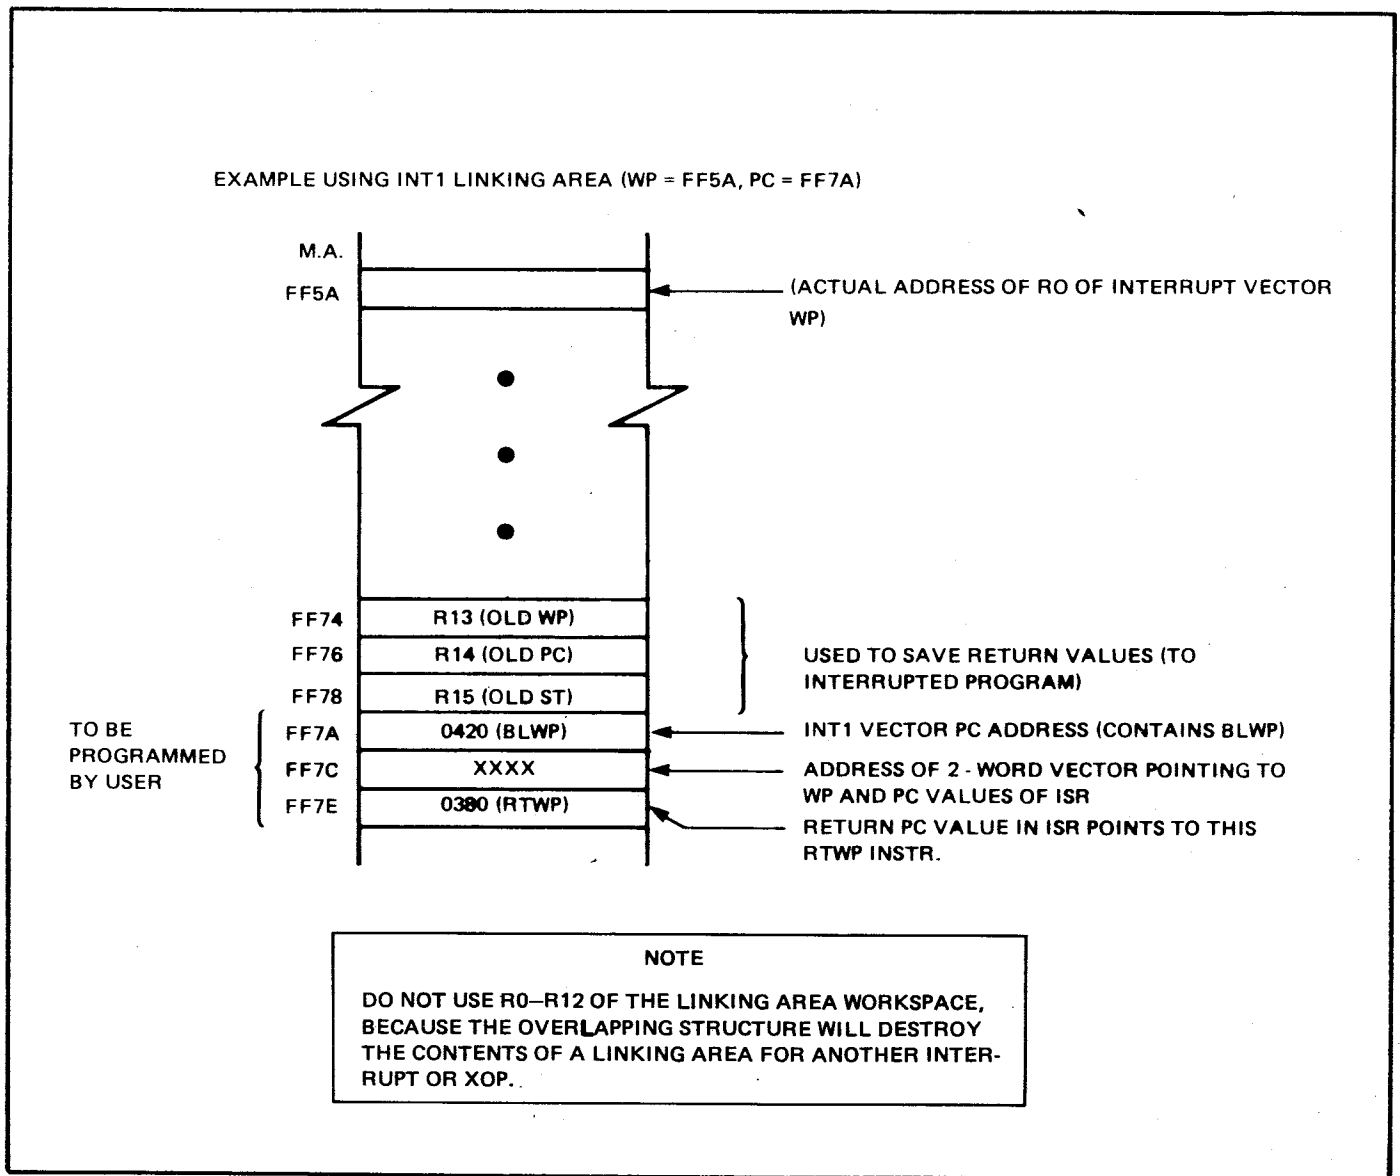 EXAMPLE USING INT1 LINKING AREA (WP = FF5A, PC = FF7A)
M.A.
FF5A
(ACTUAL ADDRESS OF RO OF INTERRUPT VECTOR
WP)
FF74 R13 (OLD WP)
FF76 R14 (OLD PC)
FF78 R15 (OLD ST)
USED TO SAVE RETURN VALUES (TO
INTERRUPTED PROGRAM)
TO BE
PROGRAMMED
BY USER
FF7A 0420 (BLWP) INT1 VECTOR PC ADDRESS (CONTAINS BLWP)
FF7C XXXX ADDRESS OF 2 - WORD VECTOR POINTING TO
WP AND PC VALUES OF ISR
FF7E 0380 (RTWP) RETURN PC VALUE IN ISR POINTS TO THIS
RTWP INSTR.
NOTE
DO NOT USE R0–R12 OF THE LINKING AREA WORKSPACE,
BECAUSE THE OVERLAPPING STRUCTURE WILL DESTROY
THE CONTENTS OF A LINKING AREA FOR ANOTHER INTER-
RUPT OR XOP.